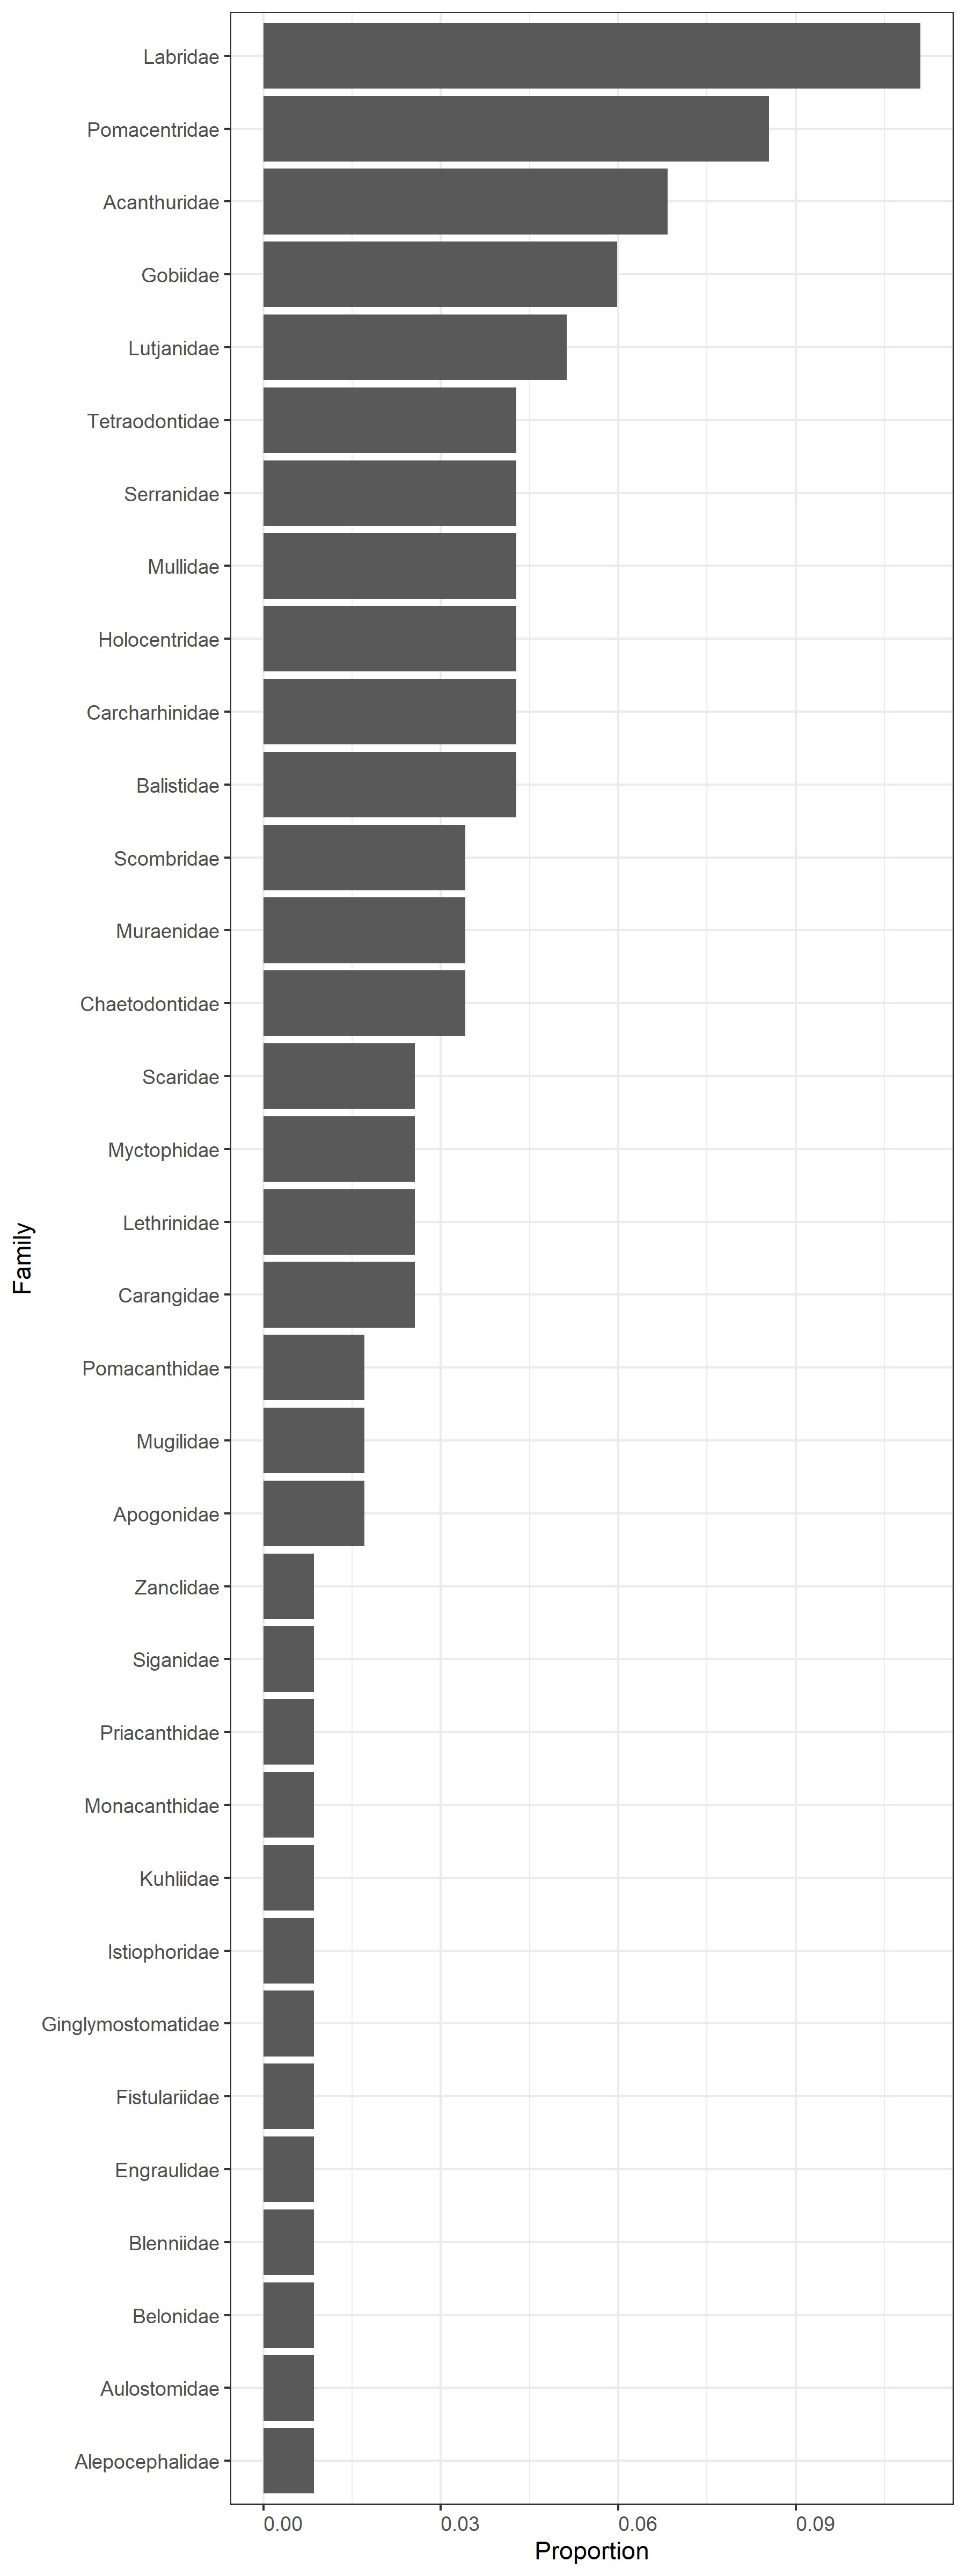 Labridae
Pomacentridae
Acanthuridae
Gobiidae
Lutjanidae
Tetraodontidae
Serranidae
Mullidae
Holocentridae
Carcharhinidae
Balistidae
Scombridae
Muraenidae
Chaetodontidae
Scaridae
Myctophidae
Lethrinidae
Carangidae
Pomacanthidae
Mugilidae
Apogonidae
Zanclidae
Siganidae
Priacanthidae
Monacanthidae
Kuhliidae
Istiophoridae
Ginglymostomatidae
Fistulariidae
Engraulidae
Blenniidae
Belonidae
Aulostomidae
Alepocephalidae
Family
0.00 0.03 0.06 0.09
Proportion